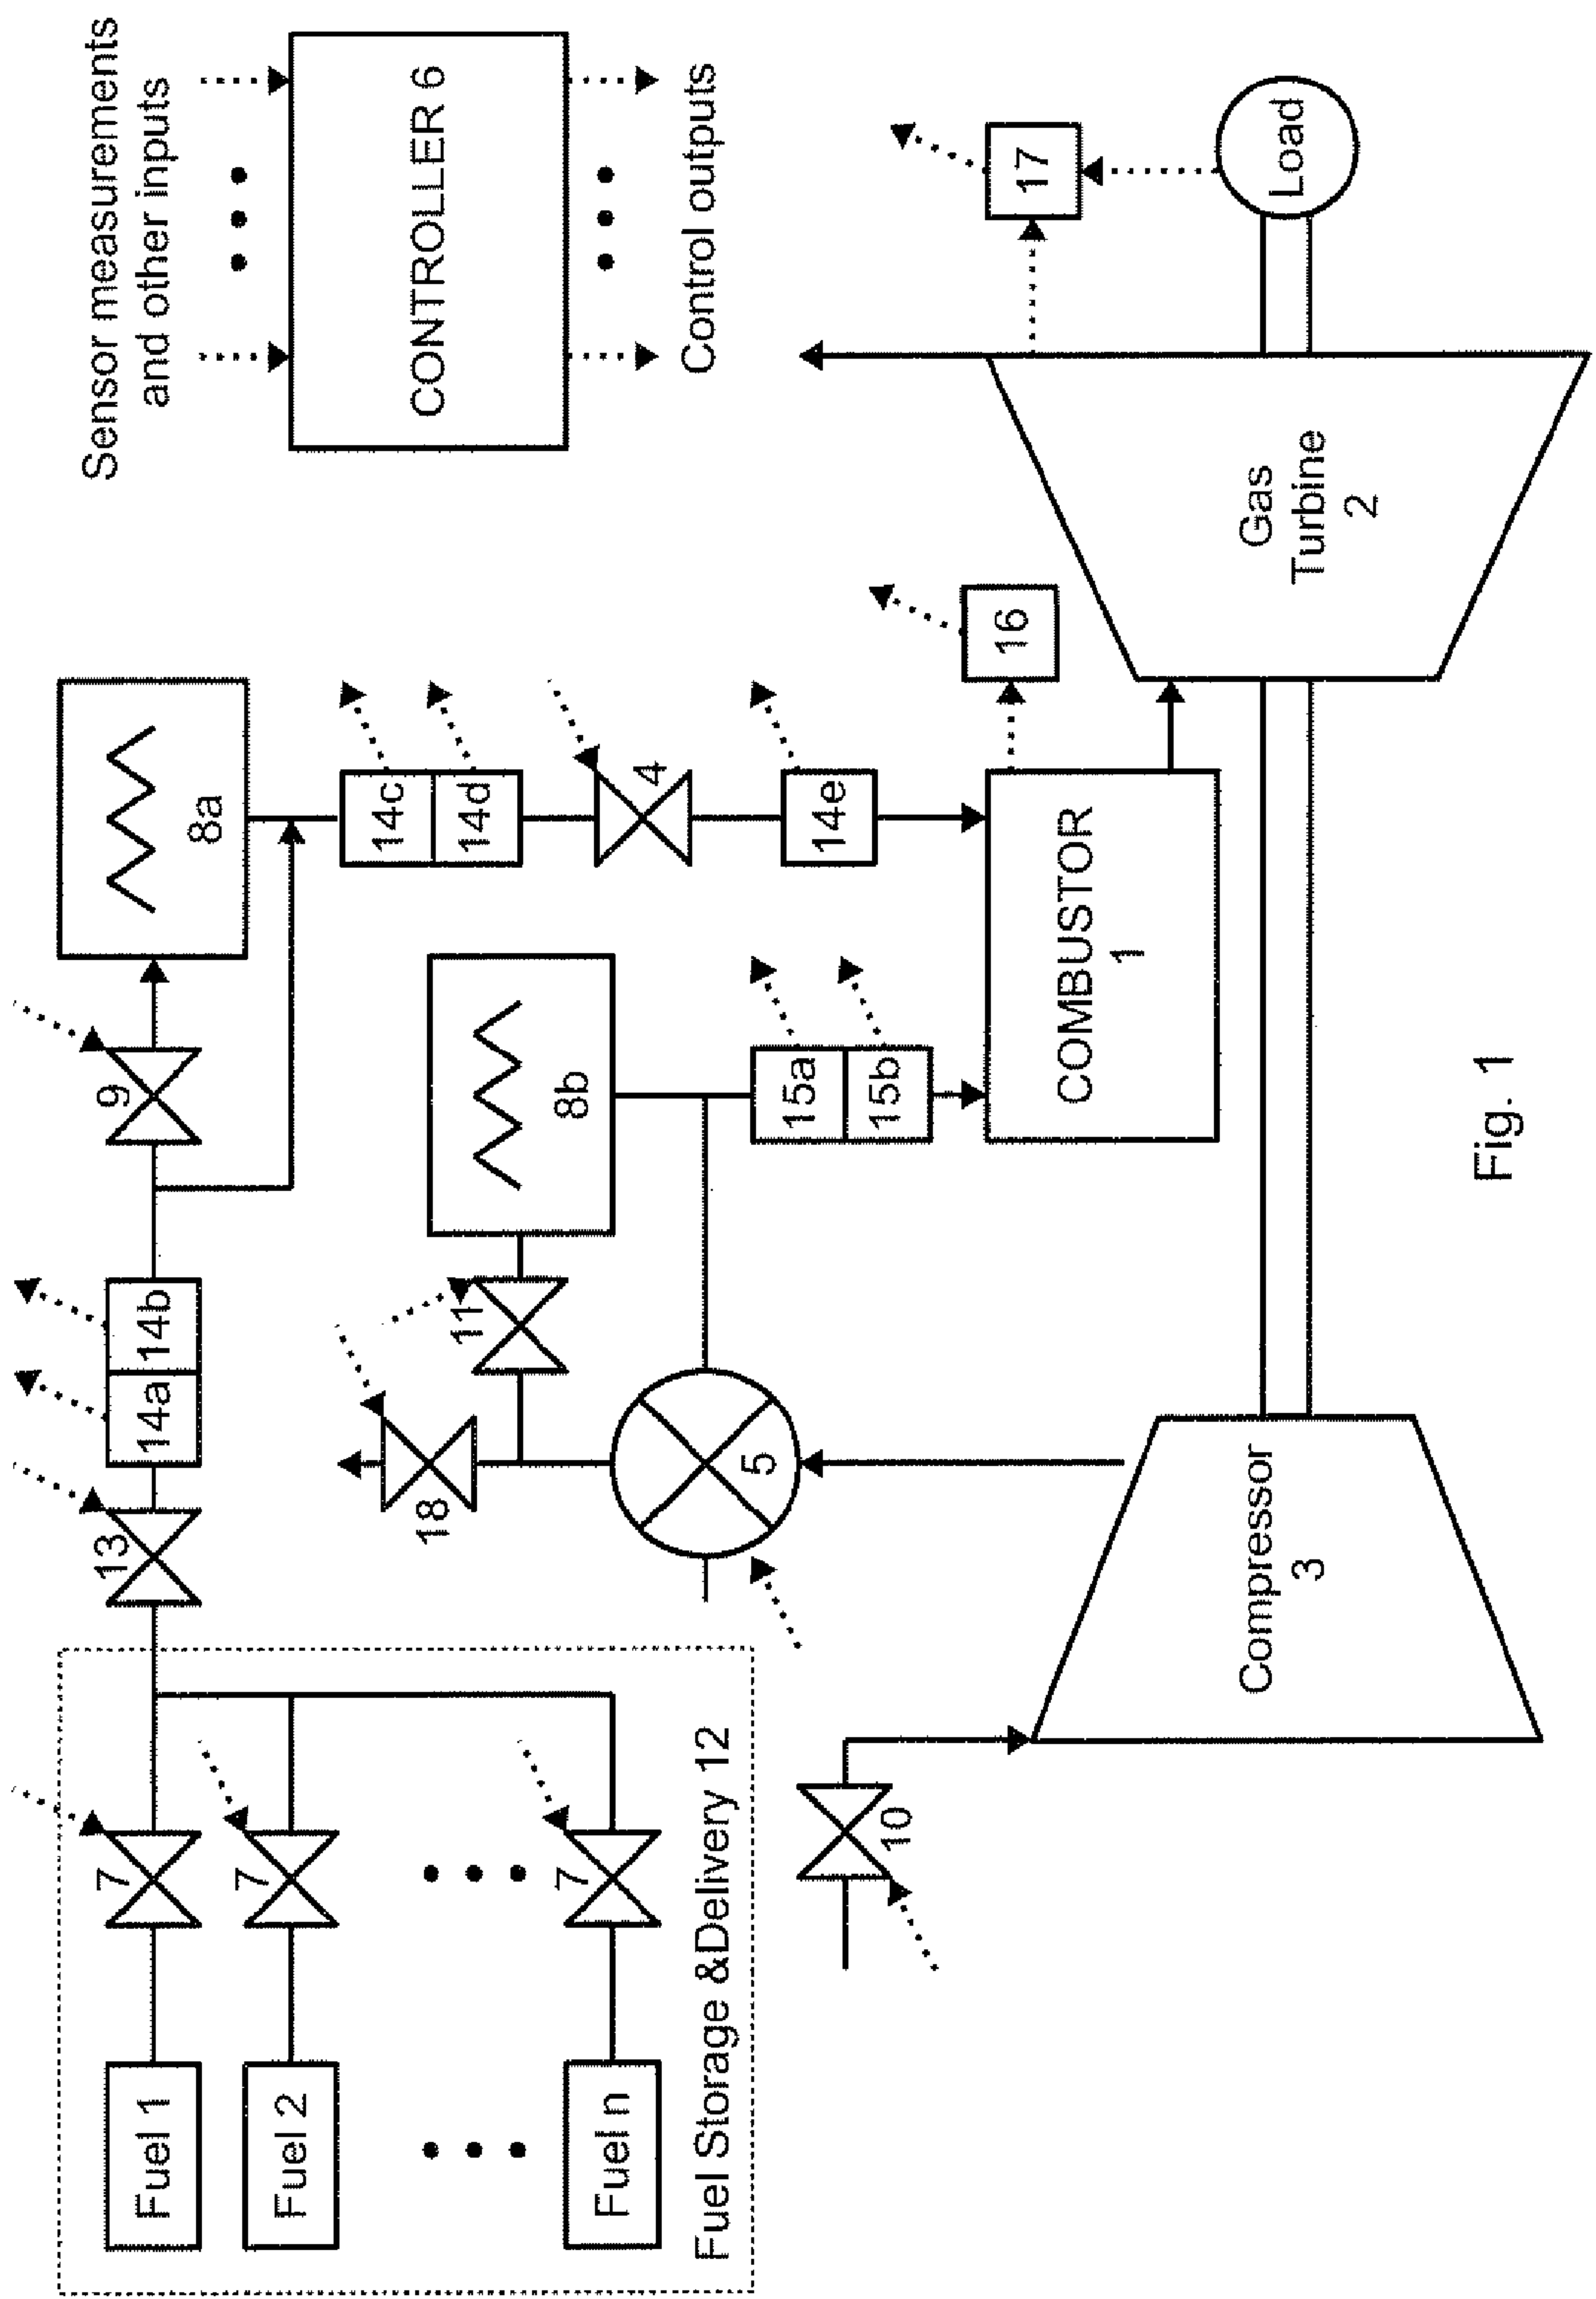 Sensor measurements
and other inputs
CONTROLLER 6
Control outputs
Fuel 1
7
13
14a
14b
9
8a
Fuel 2
7
Fuel n
7
Fuel Storage &Delivery 12
14c
14d
4
14e
18
11
8b
5
15a
15b
16
17
10
COMBUSTOR
1
Compressor
3
Gas
Turbine
2
Load
Fig. 1